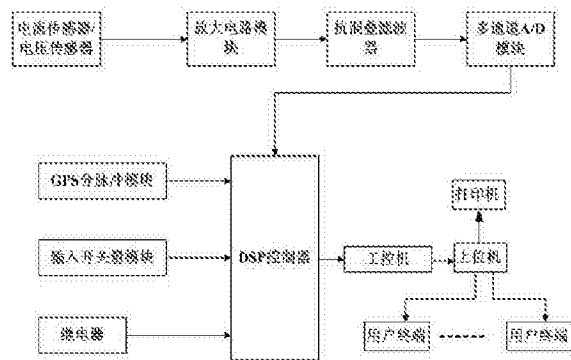 电流传感器/
电压传感器
放大电路模
块
抗混叠滤波
器
多通道A/D
模块
GPS分脉冲模块
输入开关量模块
继电器
DSP控制器
工控机
上位机
打印机
用户终端
用户终端